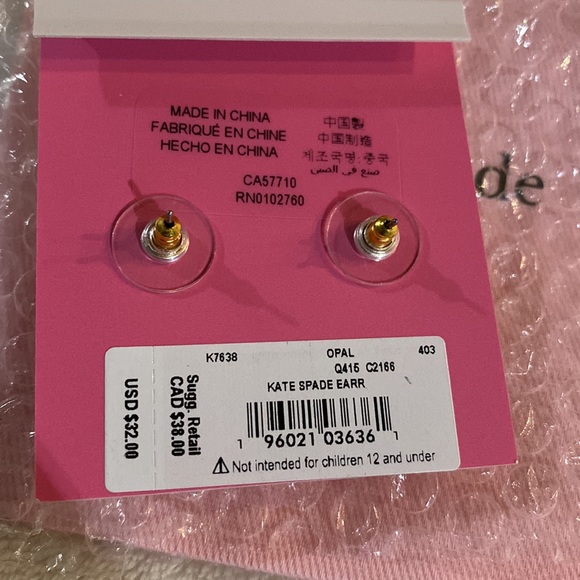 MADE IN CHINA
FABRIQUÉ EN CHINE
HECHO EN CHINA
中国製
中国制造
제조국명:중국
صنع في الصين
CA57710
RN0102760
de
K7638 OPAL 403
Q415 C2166
KATE SPADE EARR
1 96021 03636 1
⚠ Not intended for children 12 and under
Sugg. Retail
CAD $38.00
USD $32.00